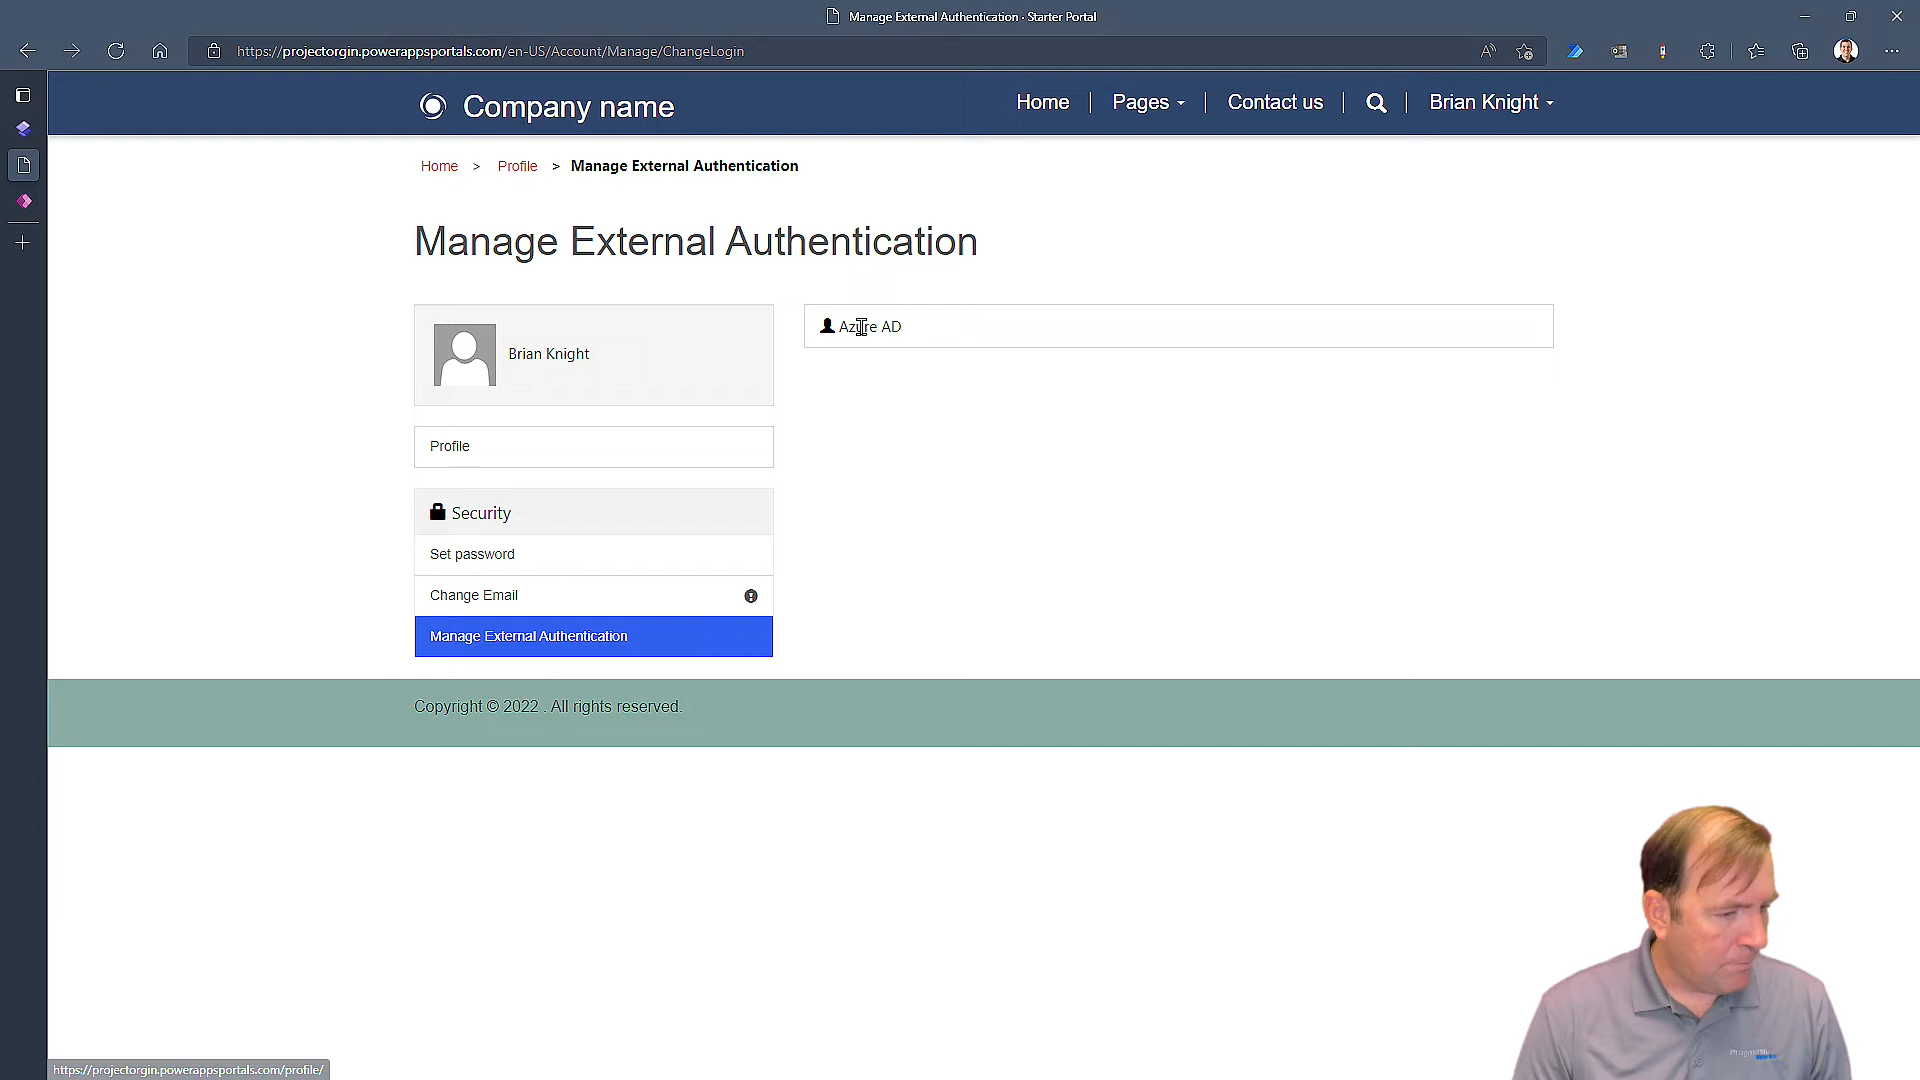 Manage External Authentication · Starter Portal
https://projectorgin.powerappsportals.com/en-US/Account/Manage/ChangeLogin
Company name
Home
Pages
Contact us
Brian Knight
Home > Profile > Manage External Authentication
Manage External Authentication
Brian Knight
Azure AD
Profile
Security
Set password
Change Email
Manage External Authentication
Copyright © 2022 . All rights reserved.
https://projectorgin.powerappsportals.com/profile/